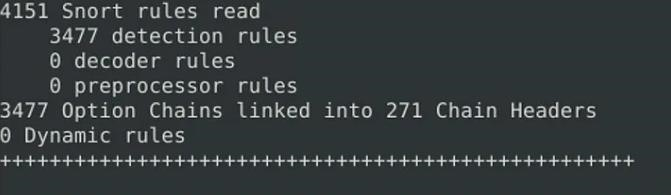 4151 Snort rules read
    3477 detection rules
    0 decoder rules
    0 preprocessor rules
3477 Option Chains linked into 271 Chain Headers
0 Dynamic rules
+++++++++++++++++++++++++++++++++++++++++++++++++++